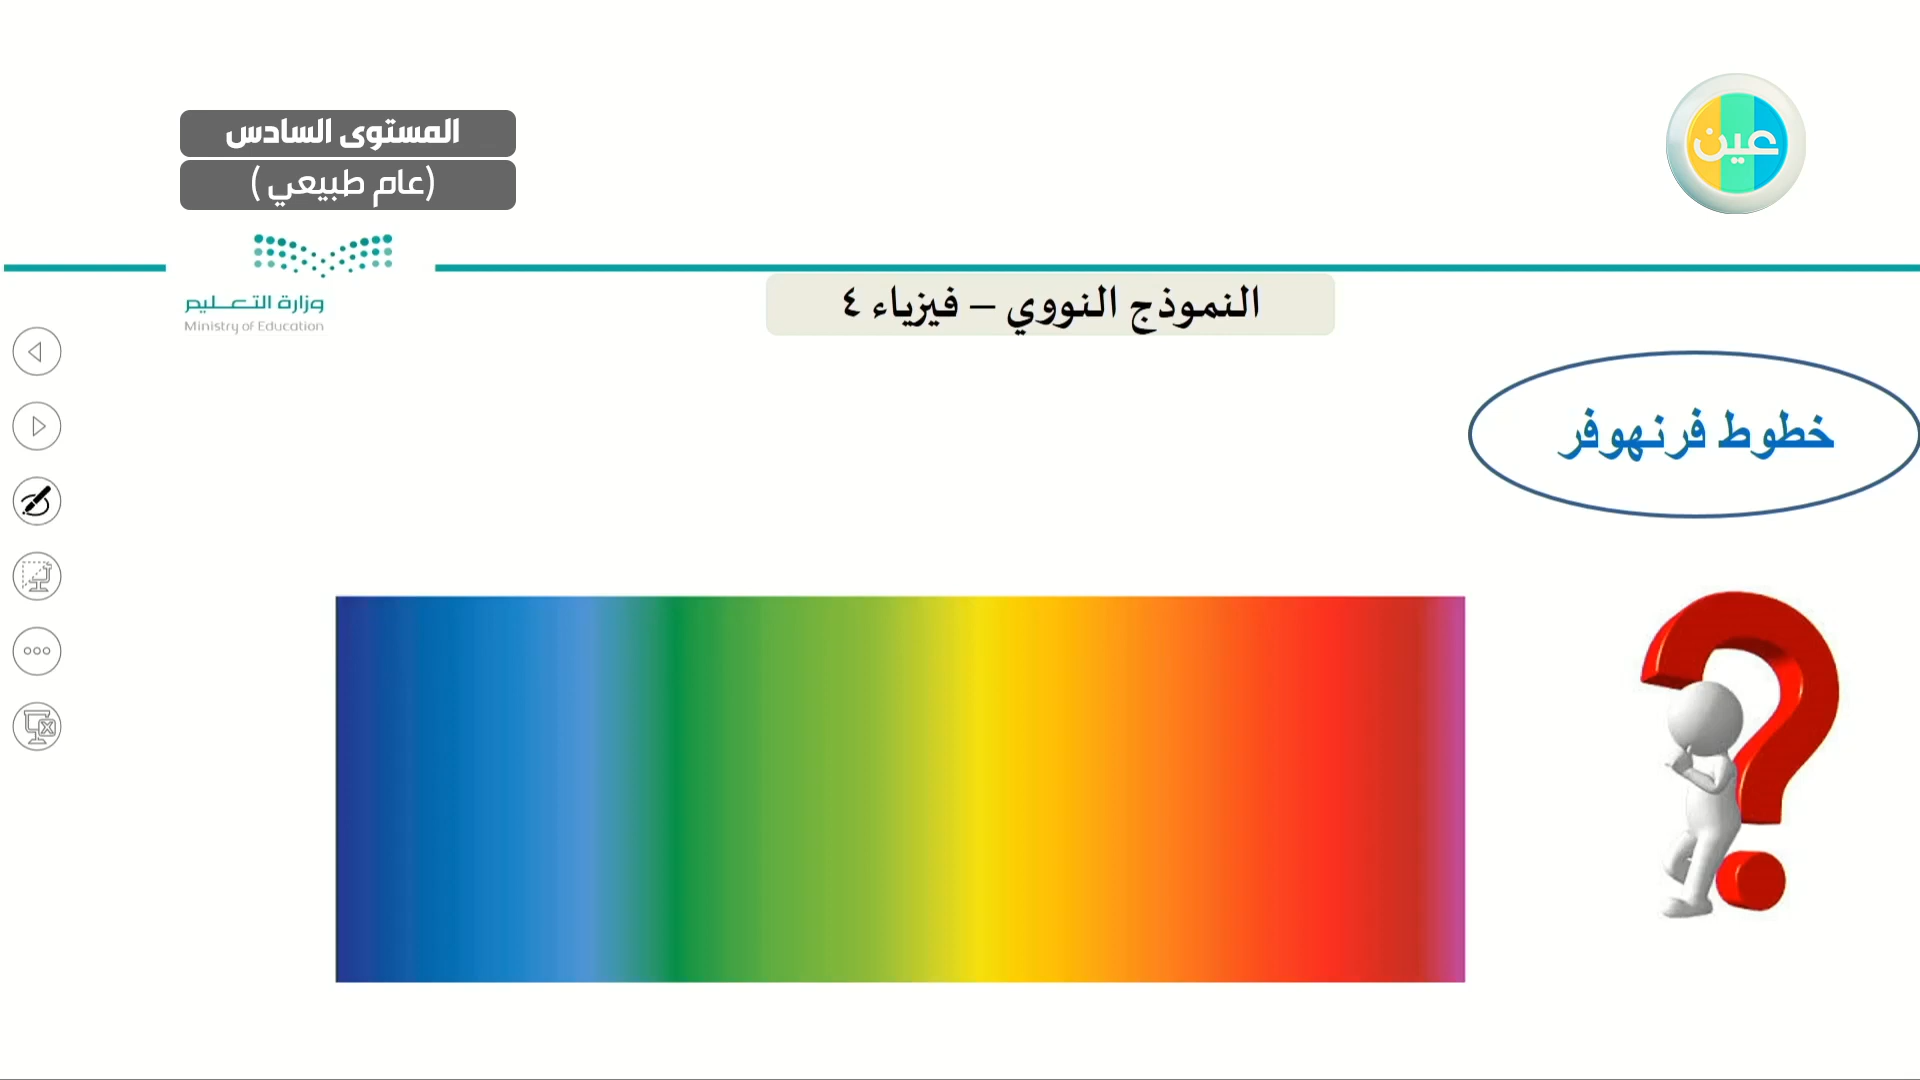 المستوى السادس
(عام طبيعي)
عين
وزارة التعليم
Ministry of Education
النموذج النووي – فيزياء ٤
خطوط فرنهوفر